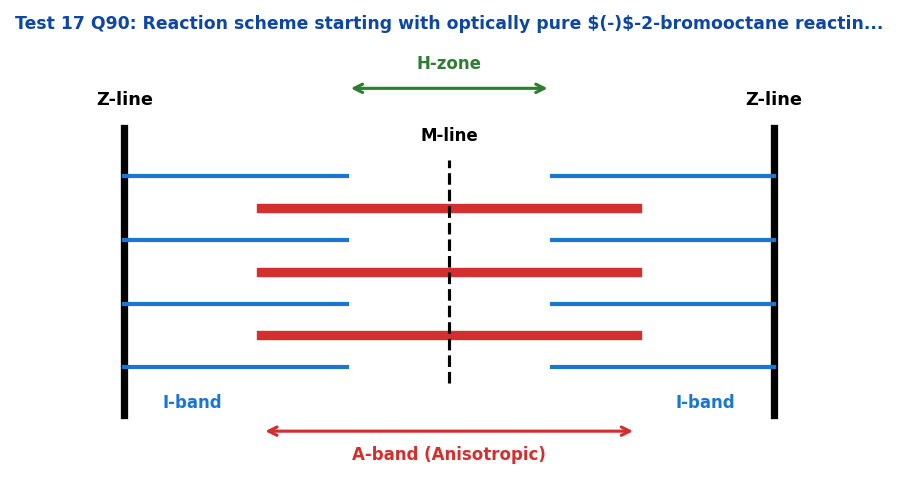 Test 17 Q90: Reaction scheme starting with optically pure $(-)$-2-bromooctane reactin...
H-zone
Z-line
Z-line
M-line
I-band
I-band
A-band (Anisotropic)